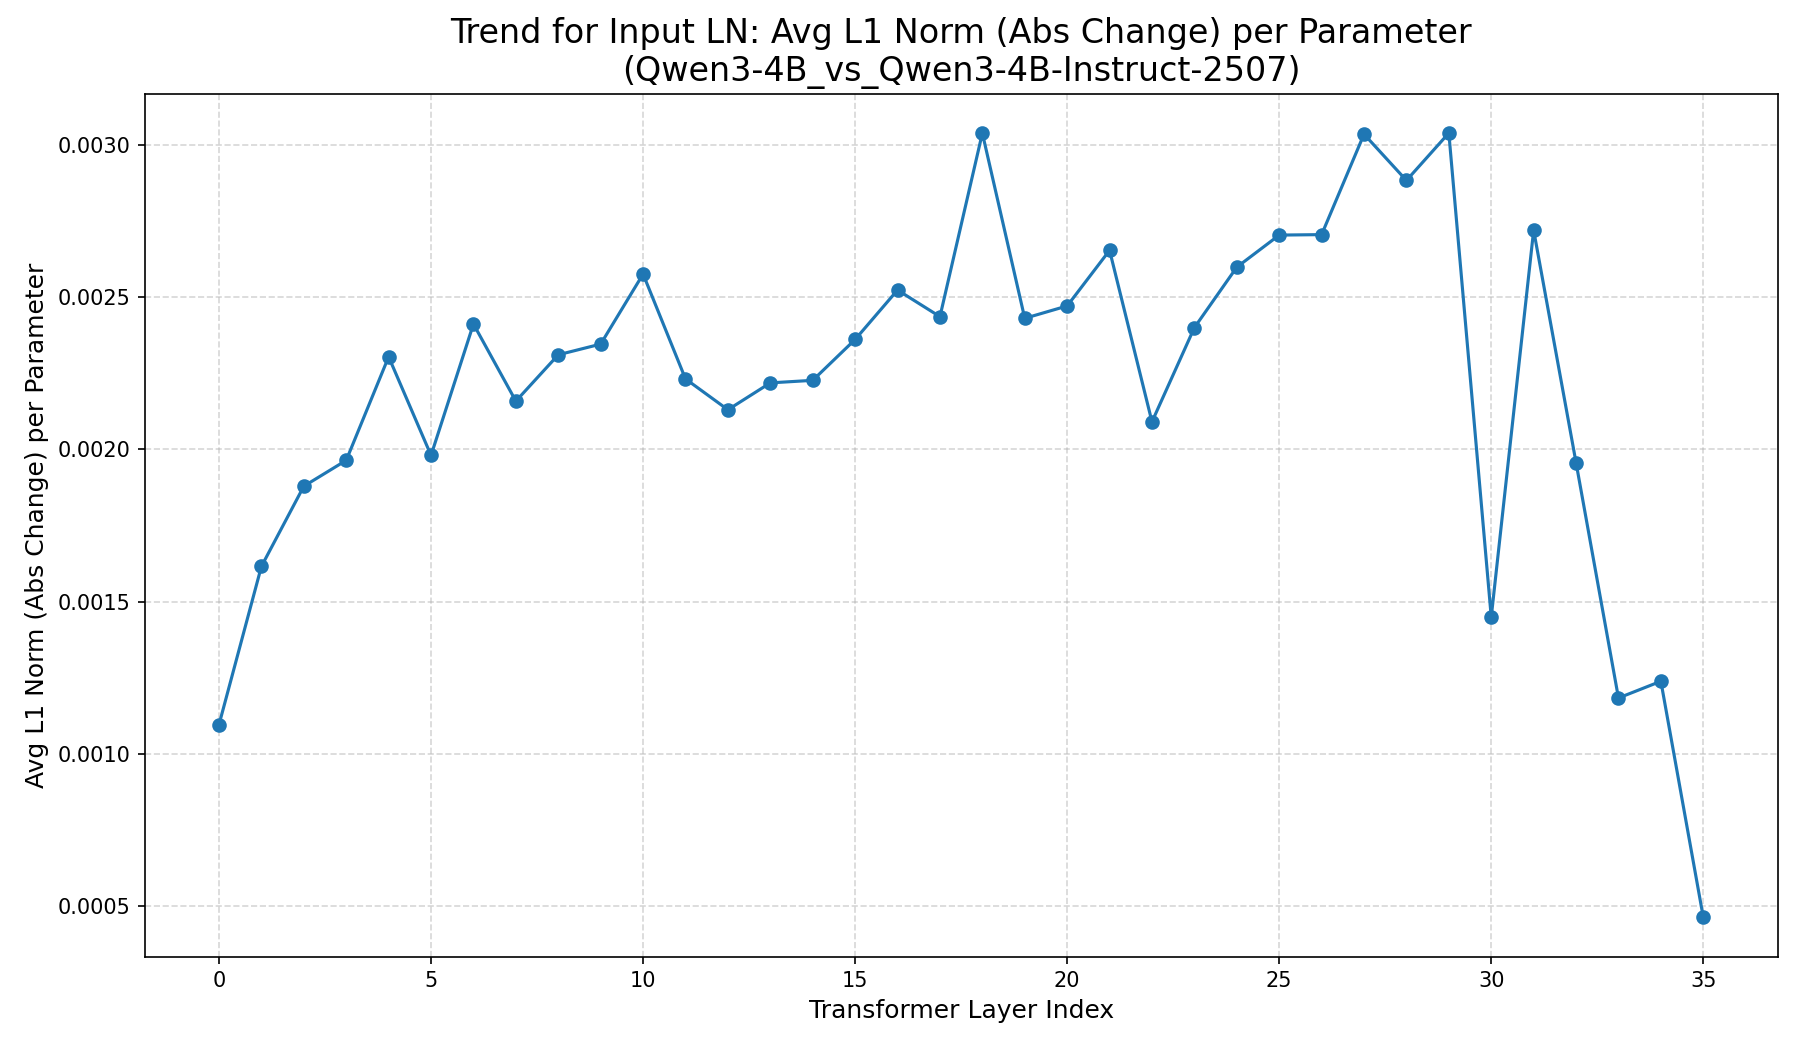 Trend for Input LN: Avg L1 Norm (Abs Change) per Parameter
(Qwen3-4B_vs_Qwen3-4B-Instruct-2507)
Avg L1 Norm (Abs Change) per Parameter
0.0030
0.0025
0.0020
0.0015
0.0010
0.0005
0 5 10 15 20 25 30 35
Transformer Layer Index